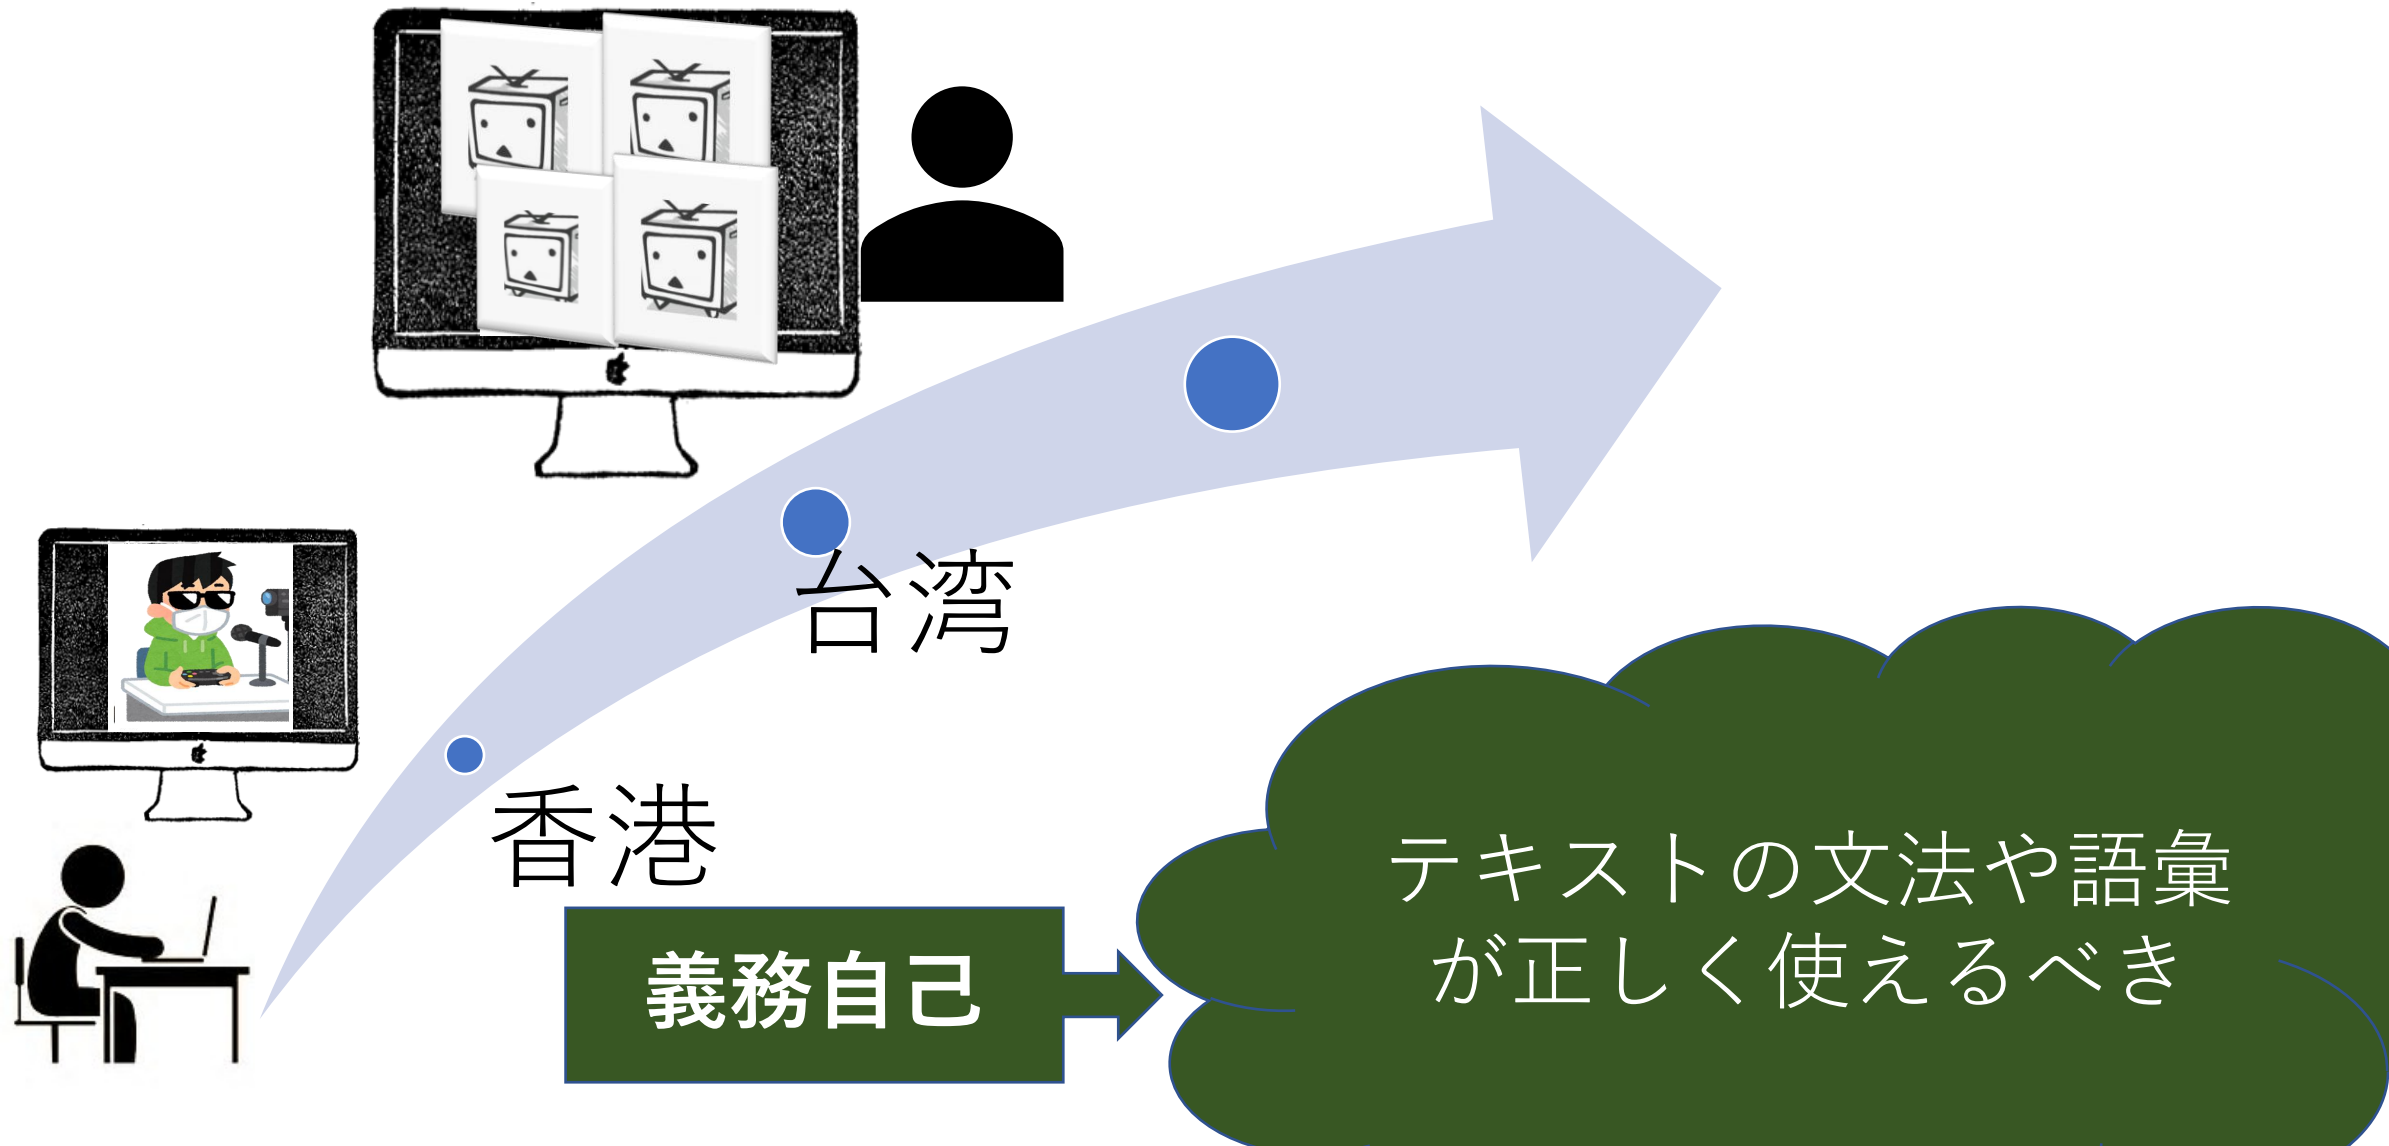 台湾
香港
義務自己
テキストの文法や語彙
が正しく使えるべき